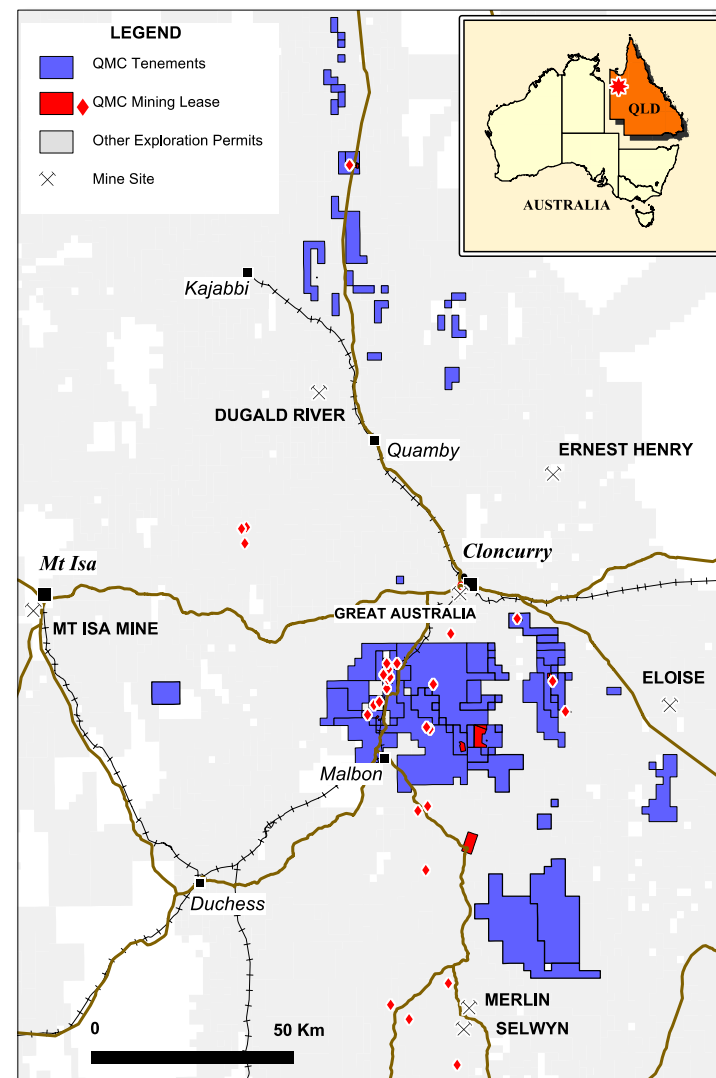 LEGEND
QMC Tenements
QMC Mining Lease
Other Exploration Permits
Mine Site
QLD
AUSTRALIA
Kajabbi
DUGALD RIVER
Quamby
ERNEST HENRY
Mt Isa
Cloncurry
GREAT AUSTRALIA
MT ISA MINE
ELOISE
Malbon
Duchess
MERLIN
SELWYN
0 50 Km